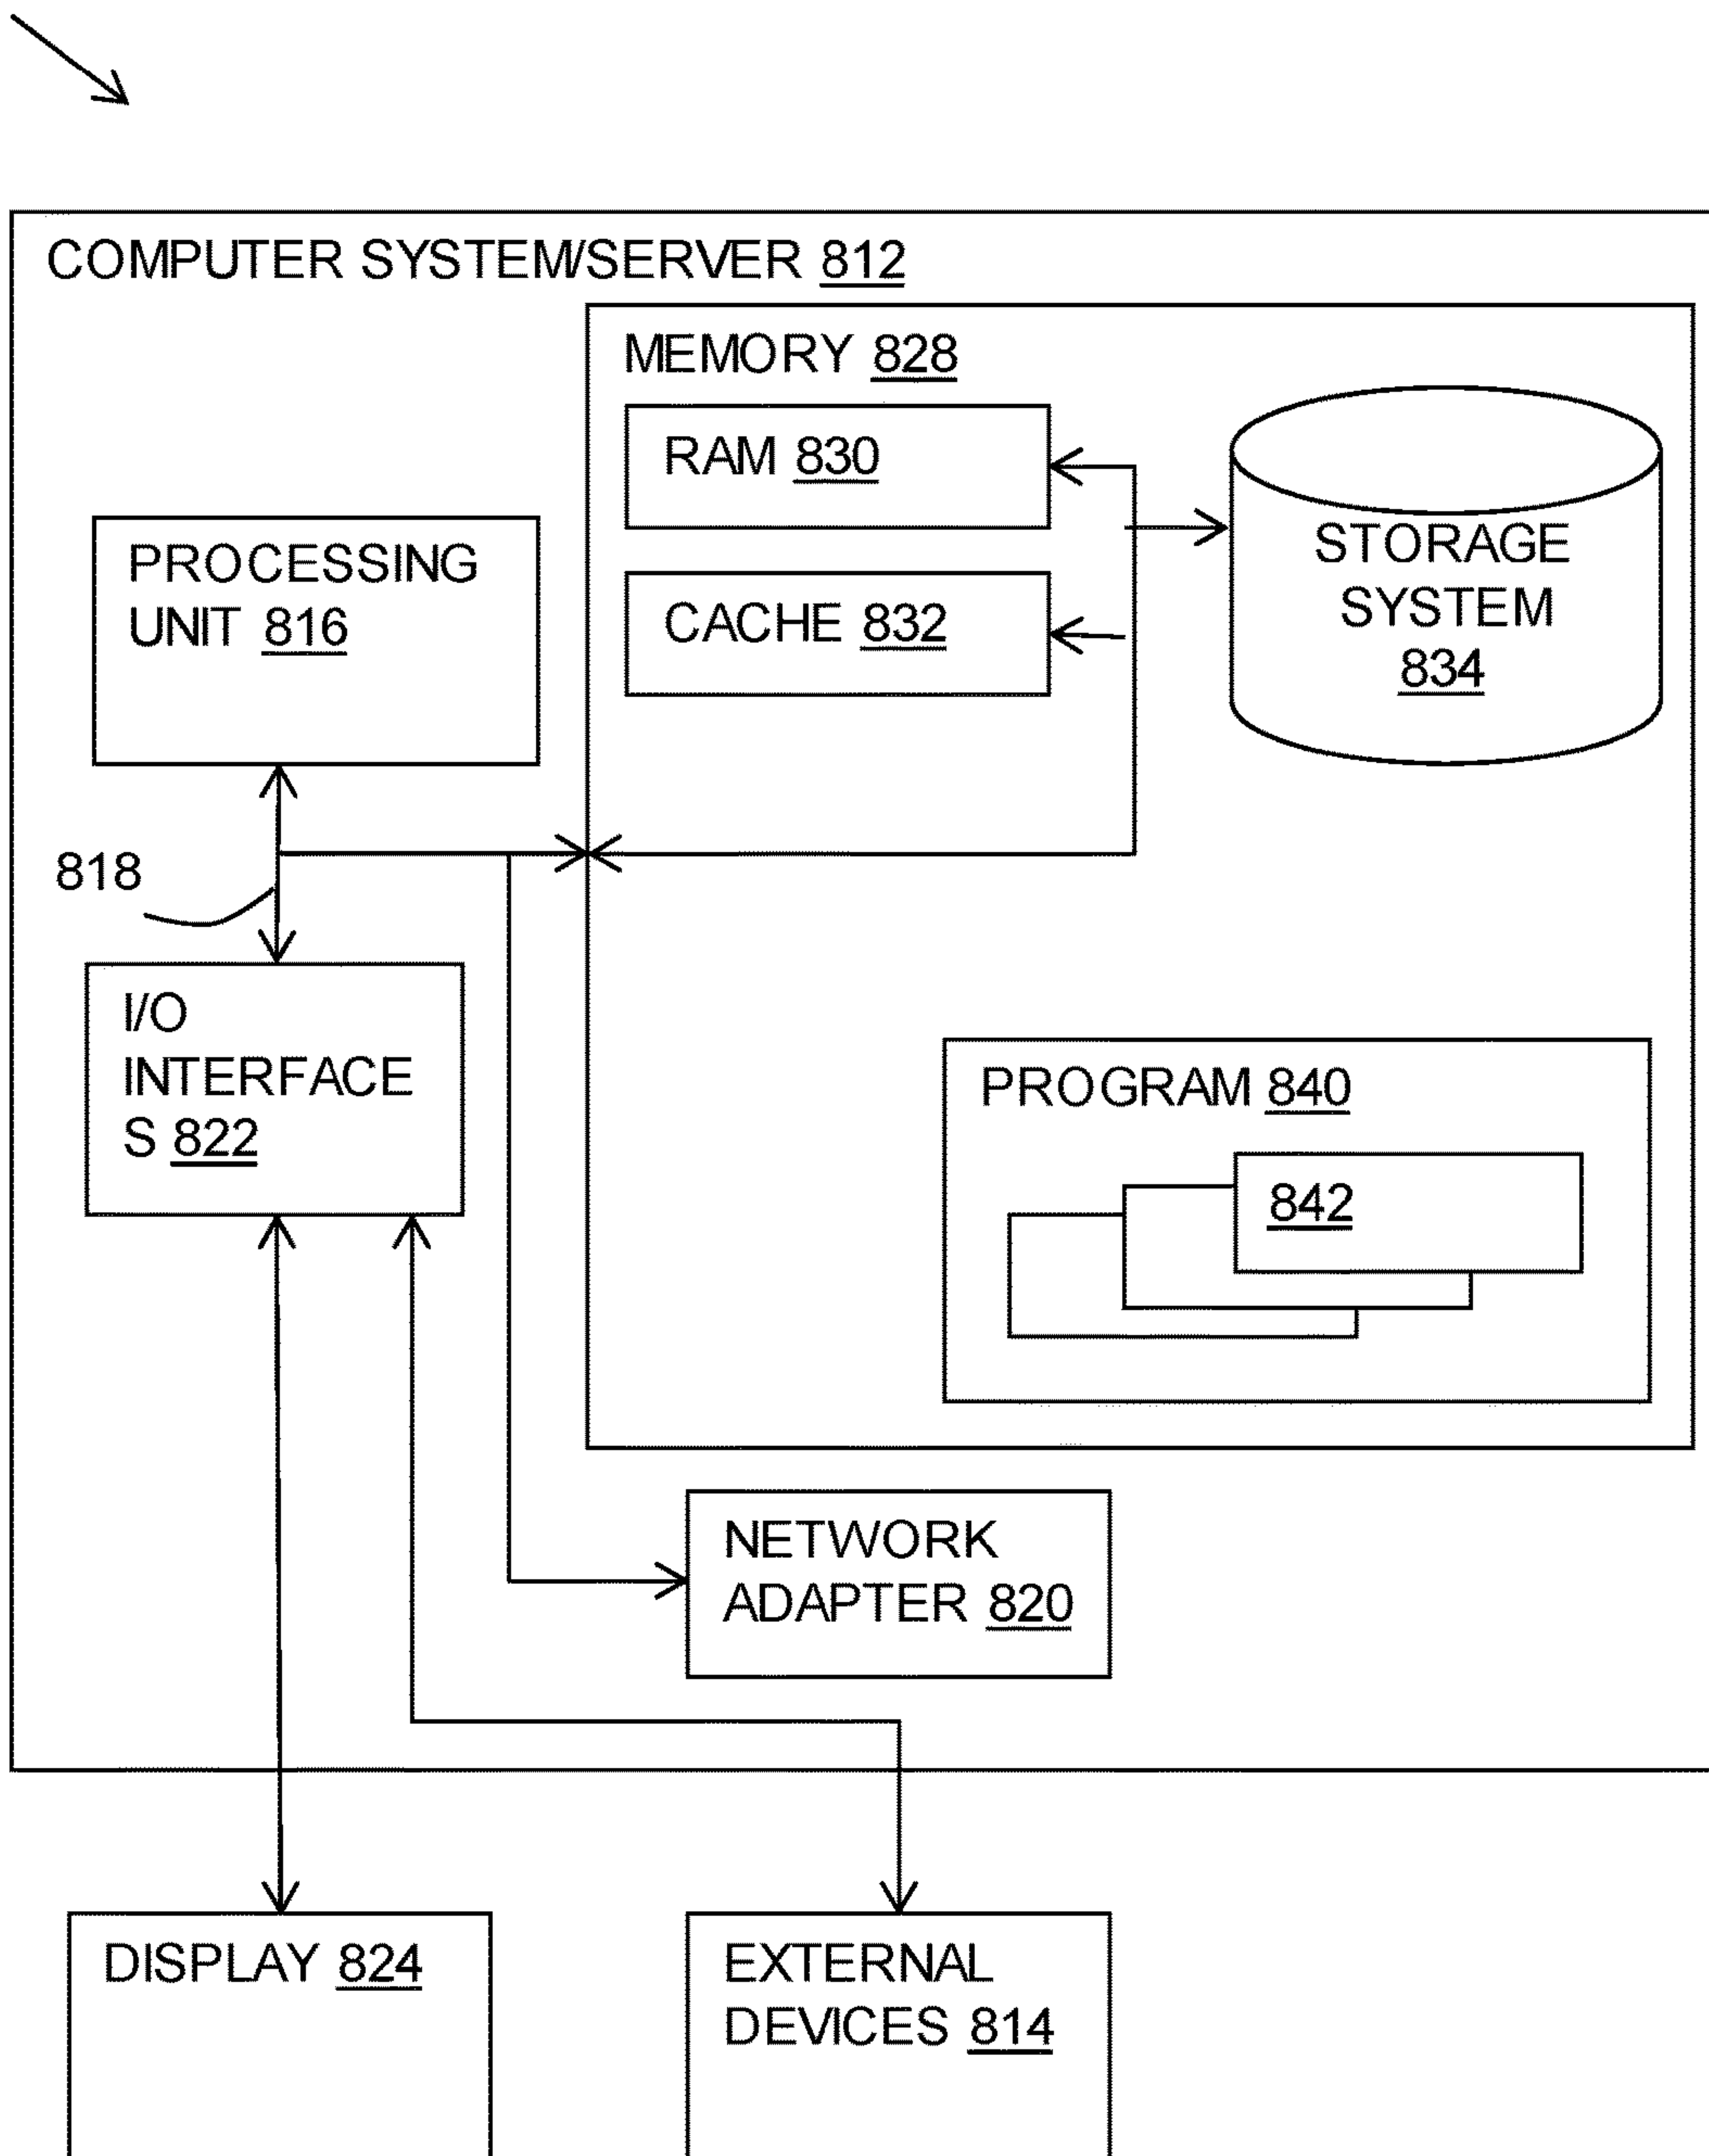 COMPUTER SYSTEM/SERVER 812
MEMORY 828
RAM 830
CACHE 832
STORAGE
SYSTEM
834
PROCESSING
UNIT 816
818
I/O
INTERFACE
S 822
PROGRAM 840
842
NETWORK
ADAPTER 820
DISPLAY 824
EXTERNAL
DEVICES 814